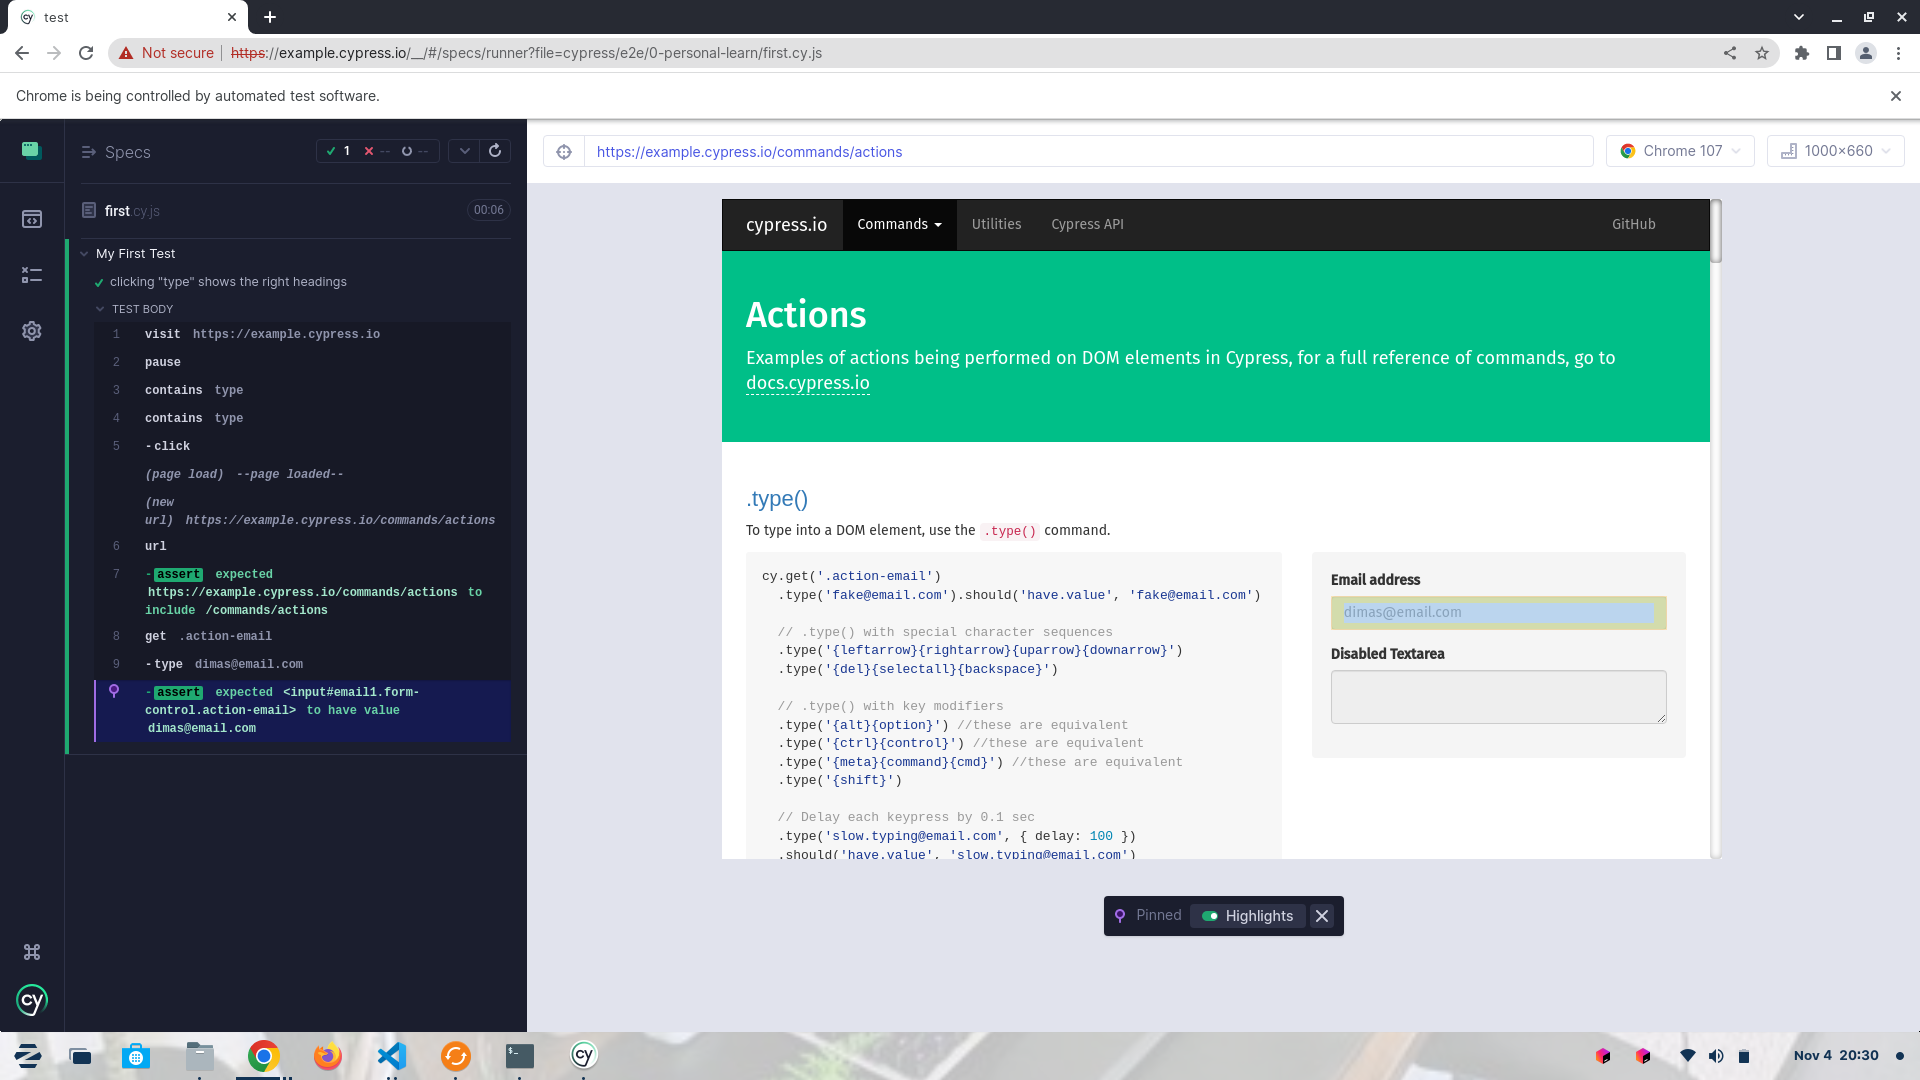 test
Not secure https://example.cypress.io/__/#/specs/runner?file=cypress/e2e/0-personal-learn/first.cy.js
Chrome is being controlled by automated test software.
Specs
1 -- --
https://example.cypress.io/commands/actions
Chrome 107
1000x660
first.cy.js 00:06
My First Test
clicking "type" shows the right headings
TEST BODY
1 visit https://example.cypress.io
2 pause
3 contains type
4 contains type
5 -click
(page load) --page loaded--
(new
url) https://example.cypress.io/commands/actions
6 url
7 -assert expected
https://example.cypress.io/commands/actions to
include /commands/actions
8 get .action-email
9 -type dimas@email.com
-assert expected <input#email1.form-
control.action-email> to have value
dimas@email.com
cypress.io Commands Utilities Cypress API GitHub
Actions
Examples of actions being performed on DOM elements in Cypress, for a full reference of commands, go to
docs.cypress.io
.type()
To type into a DOM element, use the .type() command.
cy.get('.action-email')
.type('fake@email.com').should('have.value', 'fake@email.com')
// .type() with special character sequences
.type('{leftarrow}{rightarrow}{uparrow}{downarrow}')
.type('{del}{selectall}{backspace}')
// .type() with key modifiers
.type('{alt}{option}') //these are equivalent
.type('{ctrl}{control}') //these are equivalent
.type('{meta}{command}{cmd}') //these are equivalent
.type('{shift}')
// Delay each keypress by 0.1 sec
.type('slow.typing@email.com', { delay: 100 })
.should('have.value', 'slow.typing@email.com')
Email address
dimas@email.com
Disabled Textarea
Pinned Highlights
cy
cy
Nov 4 20:30